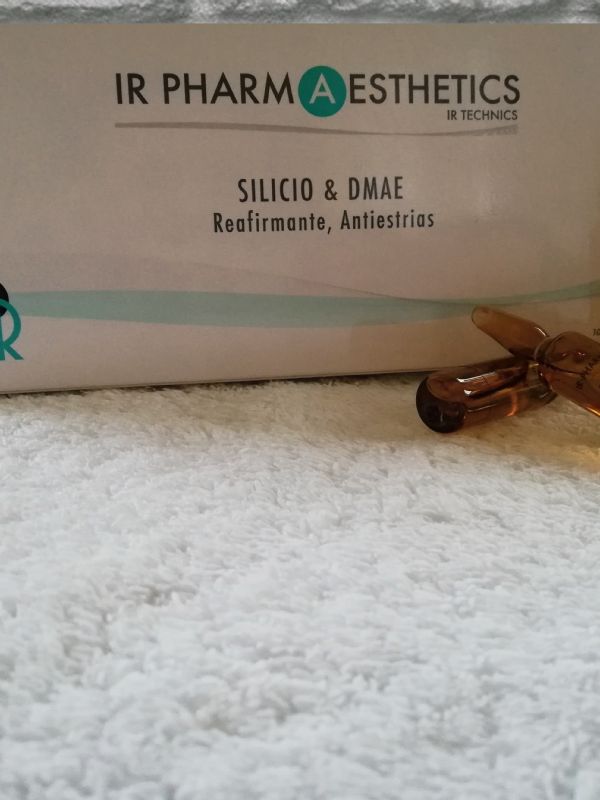 IR PHARMAESTHETICS
IR TECHNICS
SILICIO & DMAE
Reafirmante, Antiestrias
R